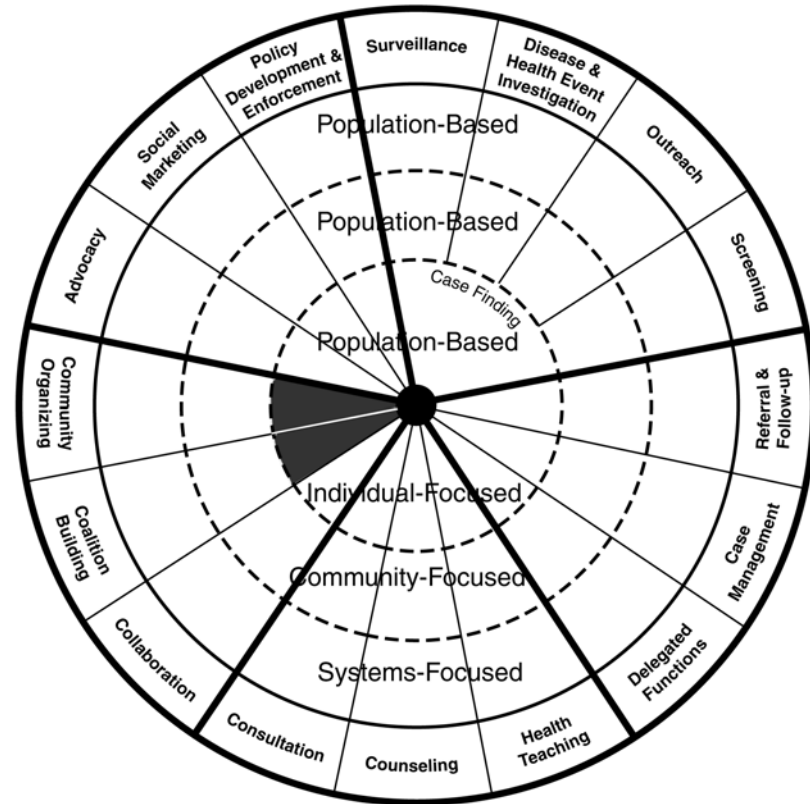 Surveillance
Disease &
Health Event
Investigation
Outreach
Screening
Referral &
Follow-up
Case
Management
Delegated
Functions
Health
Teaching
Counseling
Consultation
Collaboration
Coalition
Building
Community
Organizing
Advocacy
Social
Marketing
Policy
Development &
Enforcement
Population-Based
Population-Based
Case Finding
Population-Based
Individual-Focused
Community-Focused
Systems-Focused